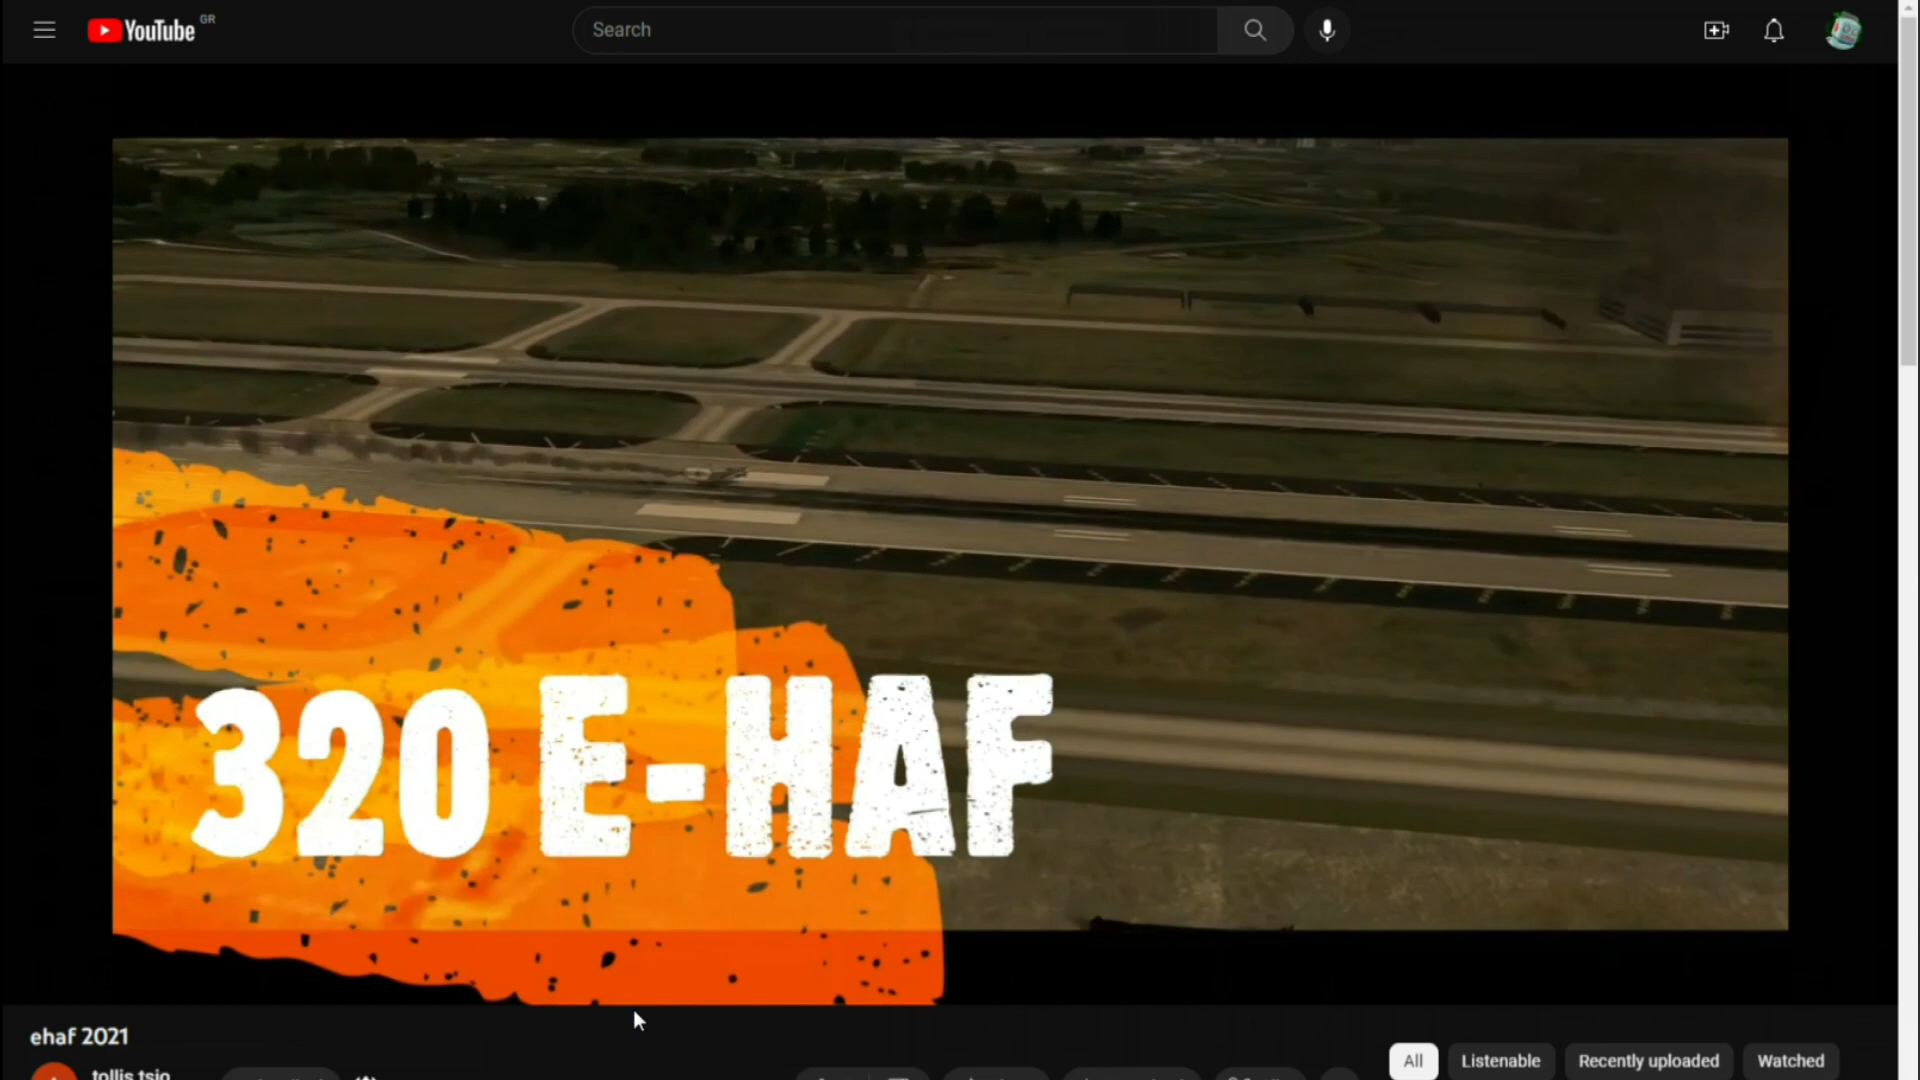 YouTube GR
Search
320 E-HAF
ehaf 2021
tollis tsio
All
Listenable
Recently uploaded
Watched